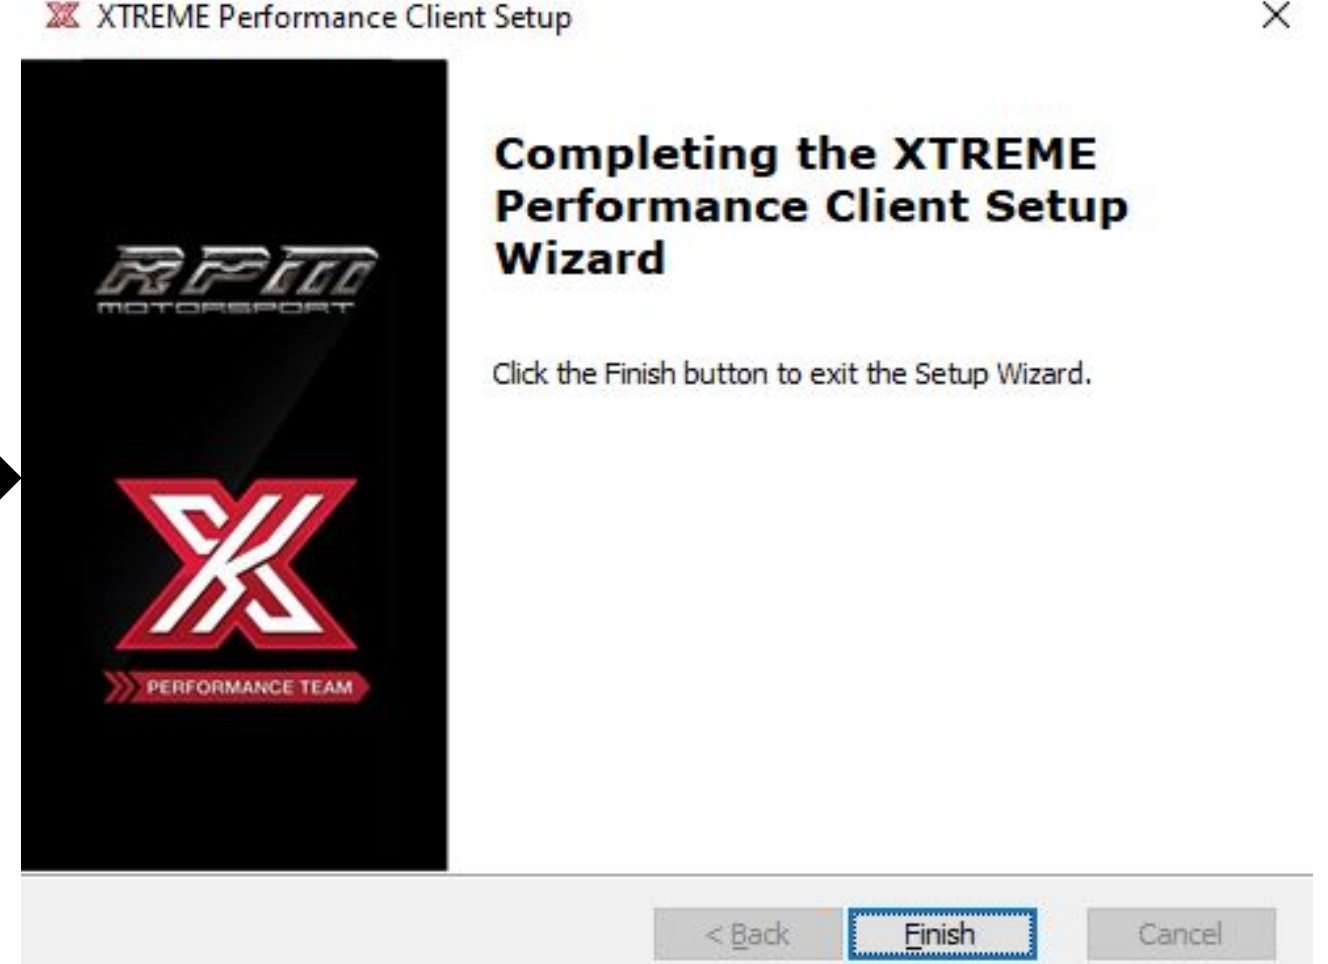 XTREME Performance Client Setup
RPM
MOTORSPORT
PERFORMANCE TEAM
Completing the XTREME
Performance Client Setup
Wizard
Click the Finish button to exit the Setup Wizard.
< Back
Finish
Cancel